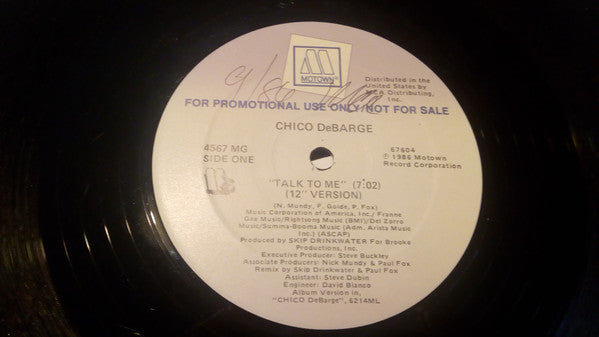 MOTOWN®
Distributed in the
United States by
MCA Distributing,
Inc.
9/86
FOR PROMOTIONAL USE ONLY/NOT FOR SALE
CHICO DeBARGE
4567 MG
SIDE ONE
67604
℗ 1986 Motown
Record Corporation
"TALK TO ME" (7:02)
(12" VERSION)
(N. Mundy, F. Golde, P. Fox)
Music Corporation of America, Inc./ Franne
Gee Music/Rightsong Music (BMI)/Del Zorro
Music/Summa-Booma Music (Adm. Arista Music
Inc.) (ASCAP)
Produced by SKIP DRINKWATER For Brooke
Productions, Inc.
Executive Producer: Steve Buckley
Associate Producers: Nick Mundy & Paul Fox
Remix by Skip Drinkwater & Paul Fox
Assistant: Steve Dubin
Engineer: David Bianco
Album Version in,
"CHICO DeBarge", 6214ML